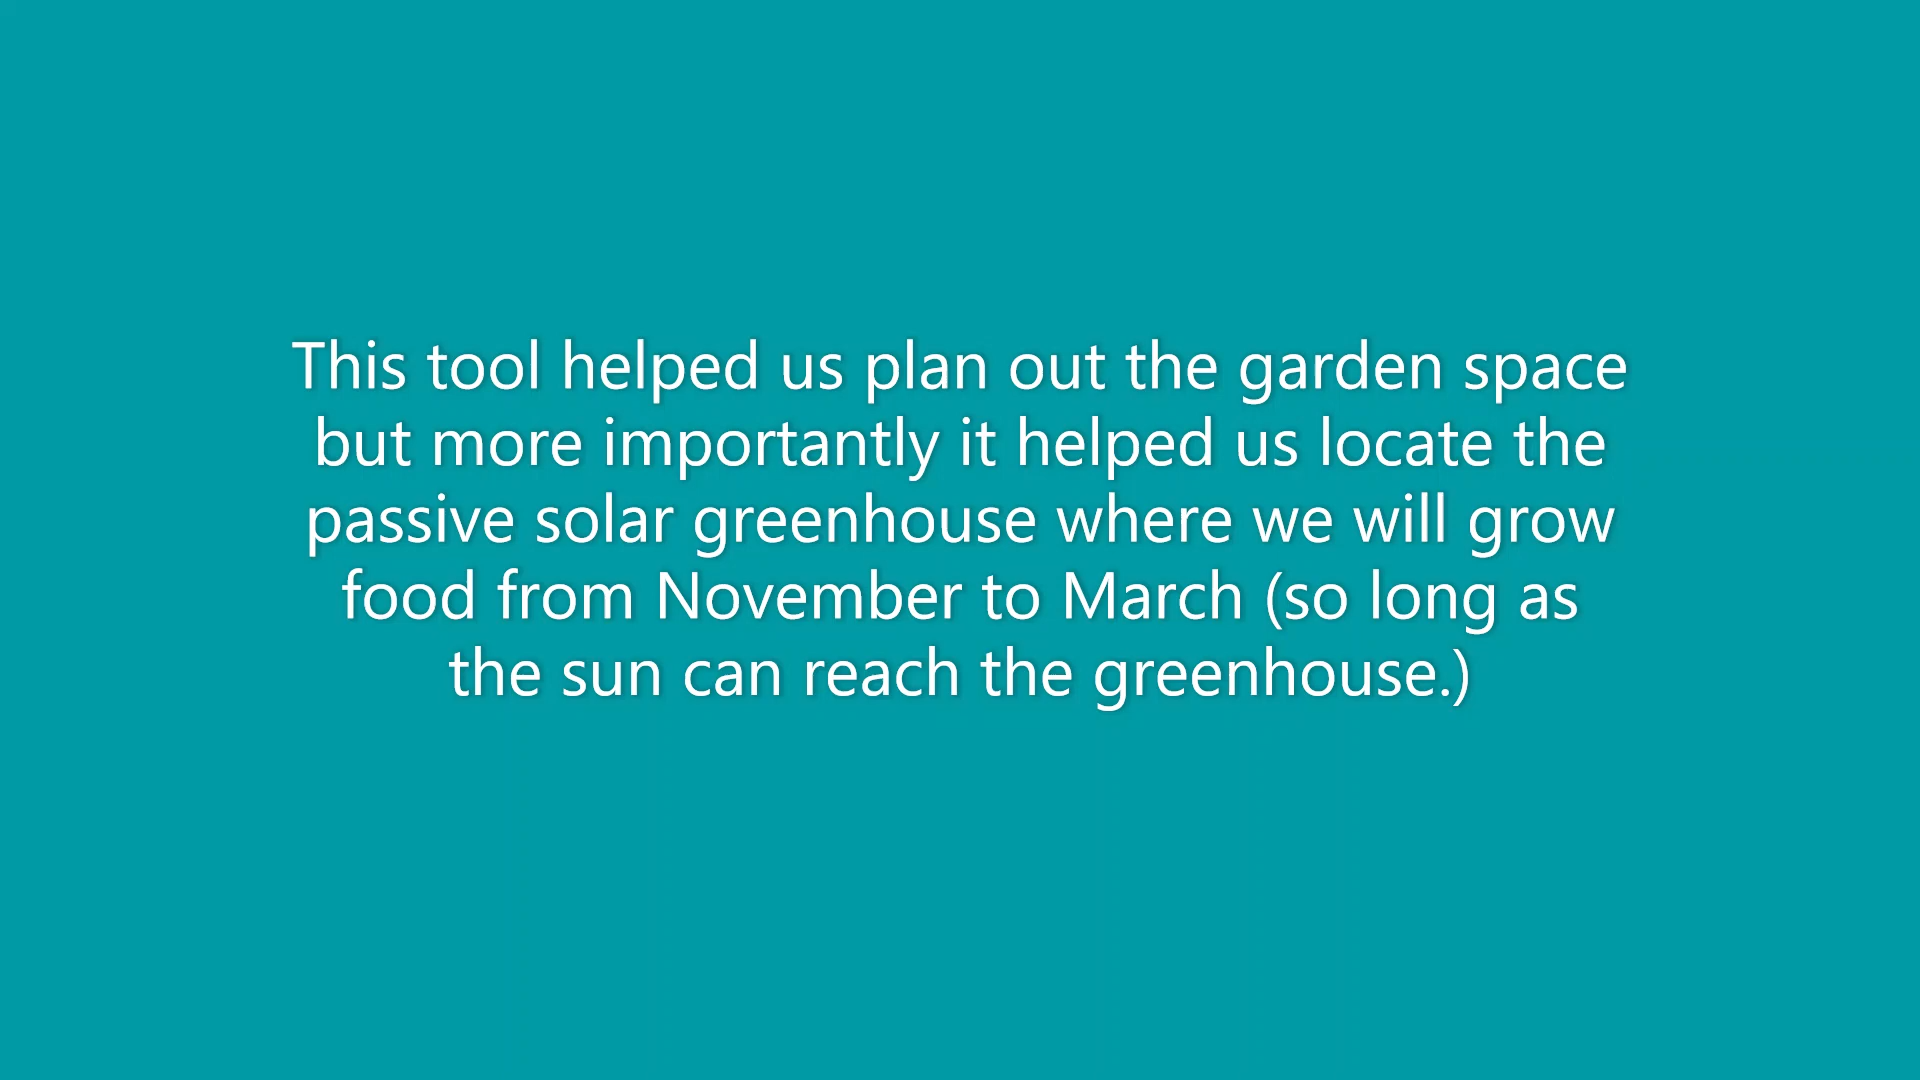 This tool helped us plan out the garden space
but more importantly it helped us locate the
passive solar greenhouse where we will grow
food from November to March (so long as
the sun can reach the greenhouse.)